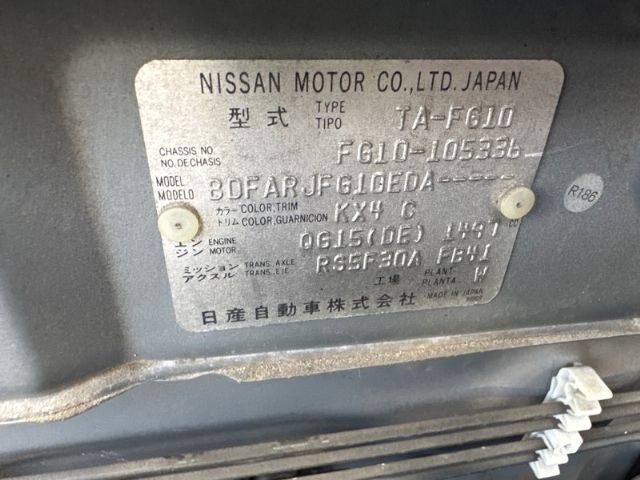 NISSAN MOTOR CO.,LTD. JAPAN
型式 TYPE TIPO TA-FG10
CHASSIS NO. NO. DE CHASIS FG10-105336
MODEL MODELO BDFARJFG10EDA-----
カラー COLOR, TRIM トリム COLOR, GUARNICION KX4 G
エンジン ENGINE MOTOR QG15(DE) 1497 CC
ミッション アクスル TRANS. AXLE TRANS. EJE RS5F30A FB41
工場 PLANT PLANTA W
日産自動車株式会社 MADE IN JAPAN
R186